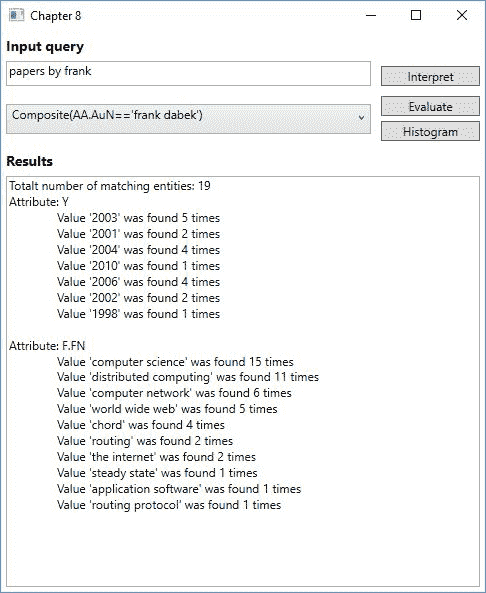 Chapter 8
Input query
papers by frank
Interpret
Composite(AA.AuN=='frank dabek')
Evaluate
Histogram
Results
Totalt number of matching entities: 19
Attribute: Y
Value '2003' was found 5 times
Value '2001' was found 2 times
Value '2004' was found 4 times
Value '2010' was found 1 times
Value '2006' was found 4 times
Value '2002' was found 2 times
Value '1998' was found 1 times
Attribute: F.FN
Value 'computer science' was found 15 times
Value 'distributed computing' was found 11 times
Value 'computer network' was found 6 times
Value 'world wide web' was found 5 times
Value 'chord' was found 4 times
Value 'routing' was found 2 times
Value 'the internet' was found 2 times
Value 'steady state' was found 1 times
Value 'application software' was found 1 times
Value 'routing protocol' was found 1 times